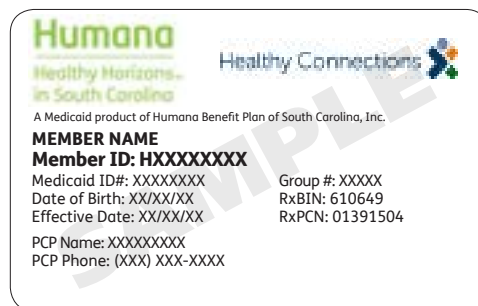 Humana
Healthy Horizons®
in South Carolina
Healthy Connections
A Medicaid product of Humana Benefit Plan of South Carolina, Inc.
MEMBER NAME
Member ID: HXXXXXXXX
Medicaid ID#: XXXXXXXX
Group #: XXXXX
Date of Birth: XX/XX/XX
RxBIN: 610649
Effective Date: XX/XX/XX
RxPCN: 01391504
PCP Name: XXXXXXXXX
PCP Phone: (XXX) XXX-XXXX
SAMPLE